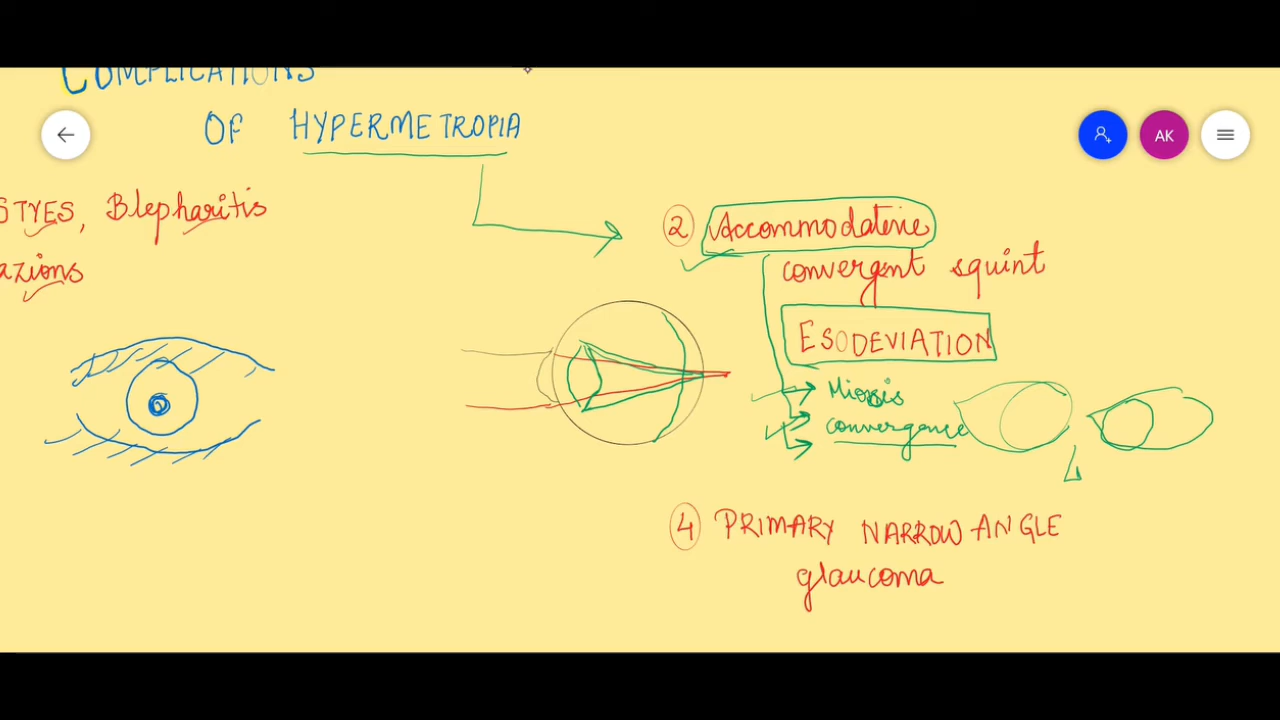 COMPLICATIONS
OF HYPERMETROPIA
AK
STYES, Blepharitis
azions
2 Accommodative
convergent squint
ESODEVIATION
Miosis
convergence
4 PRIMARY NARROW ANGLE
glaucoma